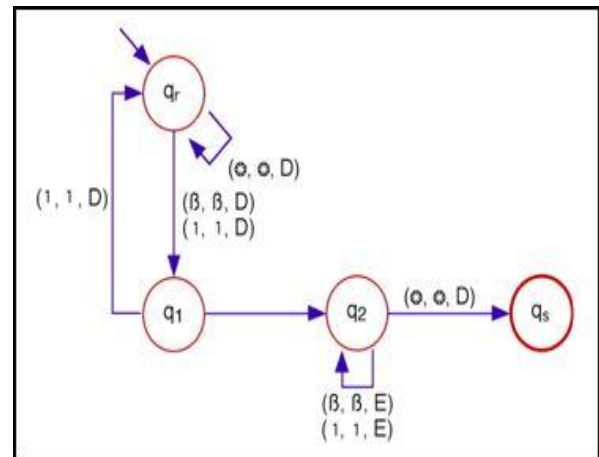 qr
(✪, ✪, D)
(1, 1, D)
(ß, ß, D)
(1, 1, D)
q1
q2
(✪, ✪, D)
qs
(ß, ß, E)
(1, 1, E)